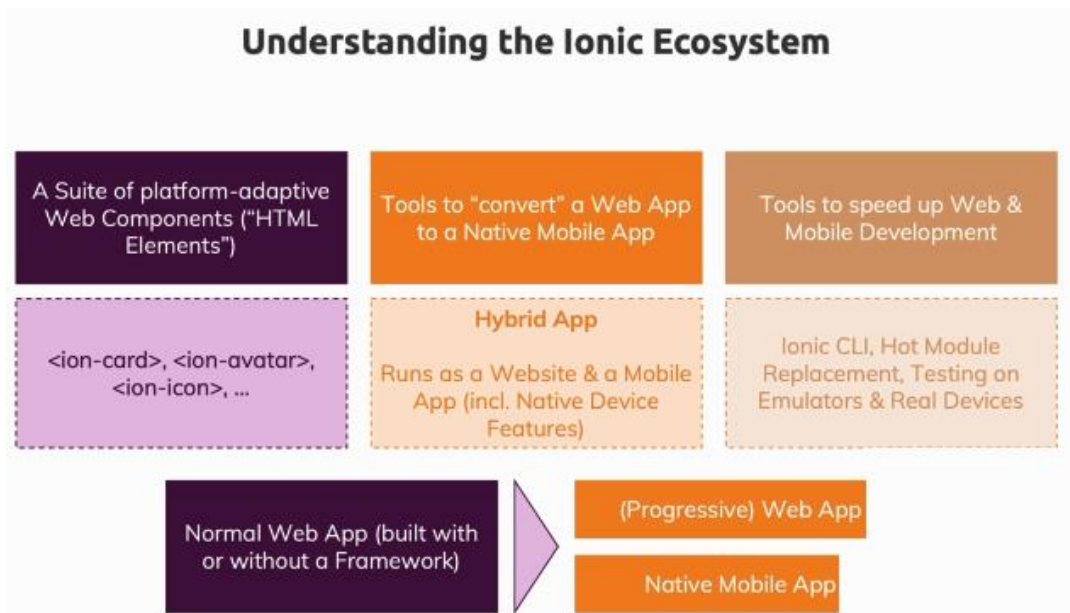 Understanding the Ionic Ecosystem
A Suite of platform-adaptive
Web Components (“HTML
Elements”)
Tools to “convert” a Web App
to a Native Mobile App
Tools to speed up Web &
Mobile Development
<ion-card>, <ion-avatar>,
<ion-icon>, ...
Hybrid App
Runs as a Website & a Mobile
App (incl. Native Device
Features)
Ionic CLI, Hot Module
Replacement, Testing on
Emulators & Real Devices
Normal Web App (built with
or without a Framework)
(Progressive) Web App
Native Mobile App